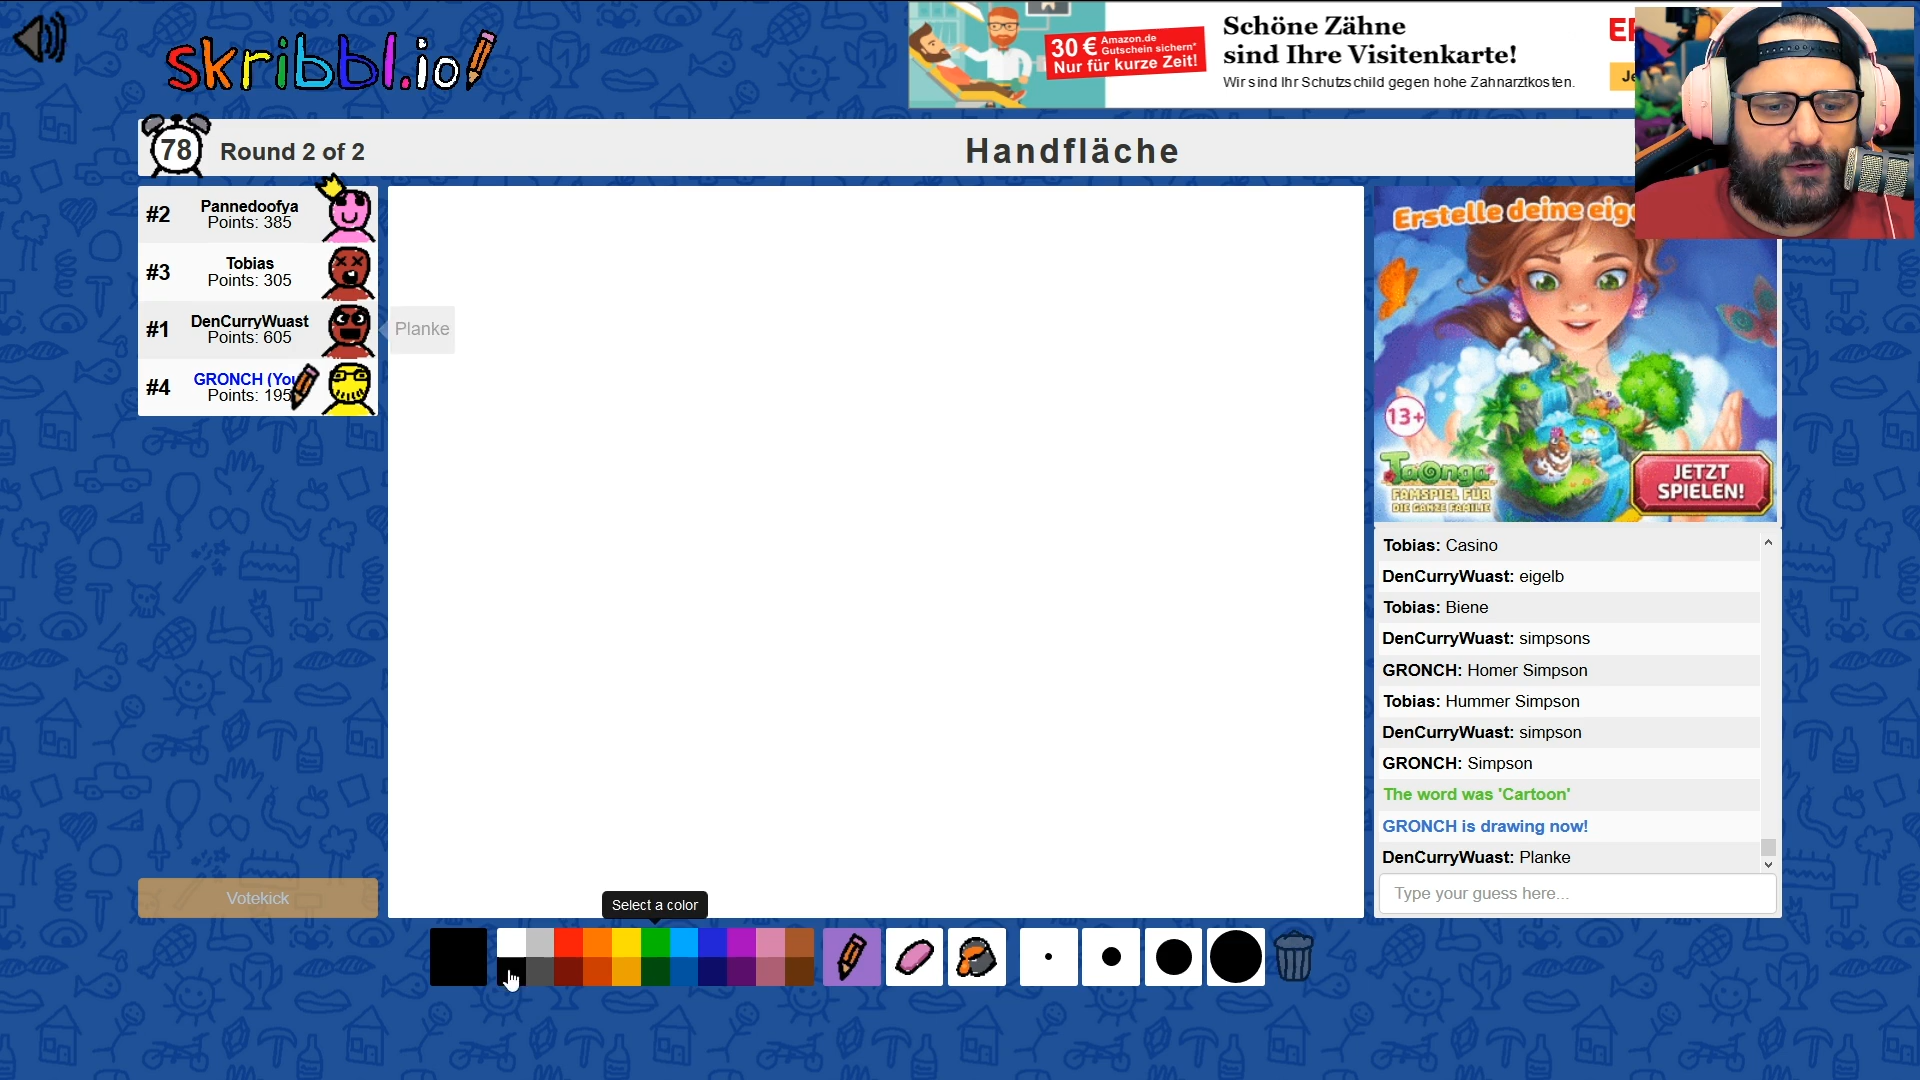 skribbl.io
30 €
Amazon.de
Gutschein sichern*
Nur für kurze Zeit!
Schöne Zähne
sind Ihre Visitenkarte!
Wir sind Ihr Schutzschild gegen hohe Zahnarztkosten.
78
Round 2 of 2
Handfläche
#2
Pannedoofya
Points: 385
#3
Tobias
Points: 305
#1
DenCurryWuast
Points: 605
Planke
#4
GRONCH (You
Points: 195
Votekick
Select a color
Erstelle deine eig
13+
Taonga
FAMSPIEL FÜR
DIE GANZE FAMILIE
JETZT
SPIELEN!
Tobias: Casino
DenCurryWuast: eigelb
Tobias: Biene
DenCurryWuast: simpsons
GRONCH: Homer Simpson
Tobias: Hummer Simpson
DenCurryWuast: simpson
GRONCH: Simpson
The word was 'Cartoon'
GRONCH is drawing now!
DenCurryWuast: Planke
Type your guess here...